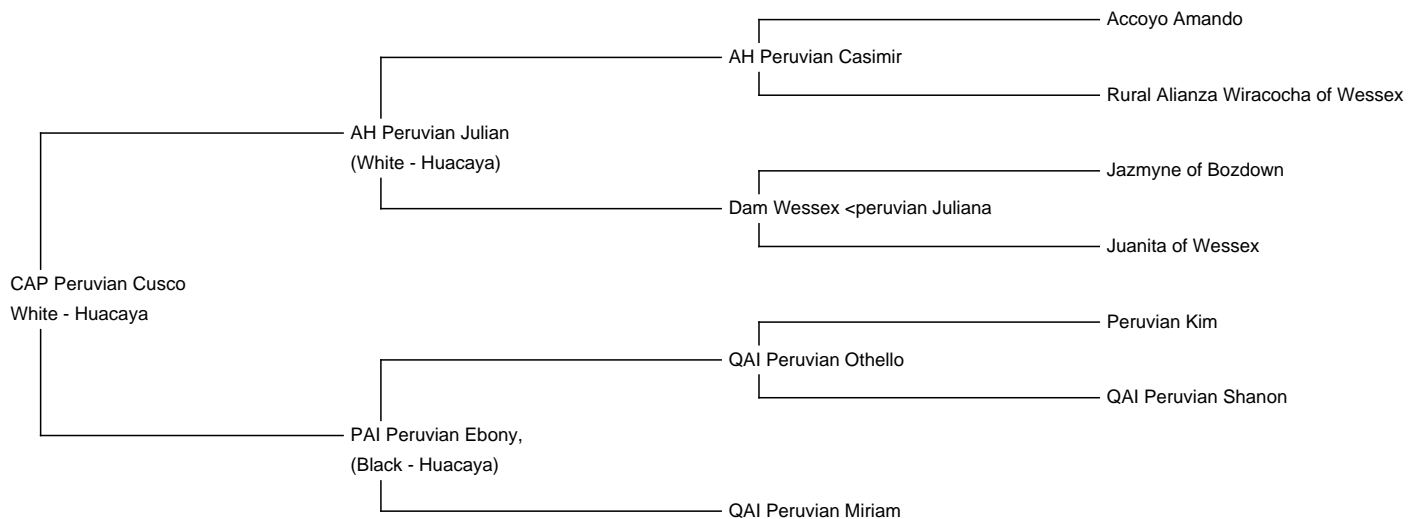 Accoyo Amando
AH Peruvian Casimir
Rural Alianza Wiracocha of Wessex
AH Peruvian Julian
(White - Huacaya)
Jazmyne of Bozdown
Dam Wessex <peruvian Juliana
Juanita of Wessex
CAP Peruvian Cusco
White - Huacaya
Peruvian Kim
QAI Peruvian Othello
QAI Peruvian Shanon
PAI Peruvian Ebony,
(Black - Huacaya)
QAI Peruvian Miriam